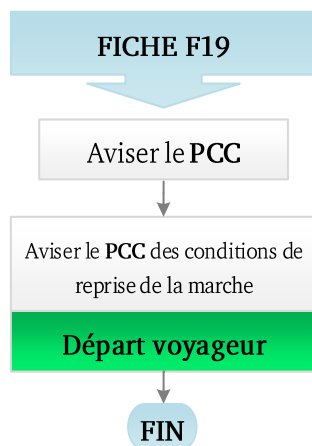 FICHE F19
Aviser le PCC
Aviser le PCC des conditions de
reprise de la marche
Départ voyageur
FIN